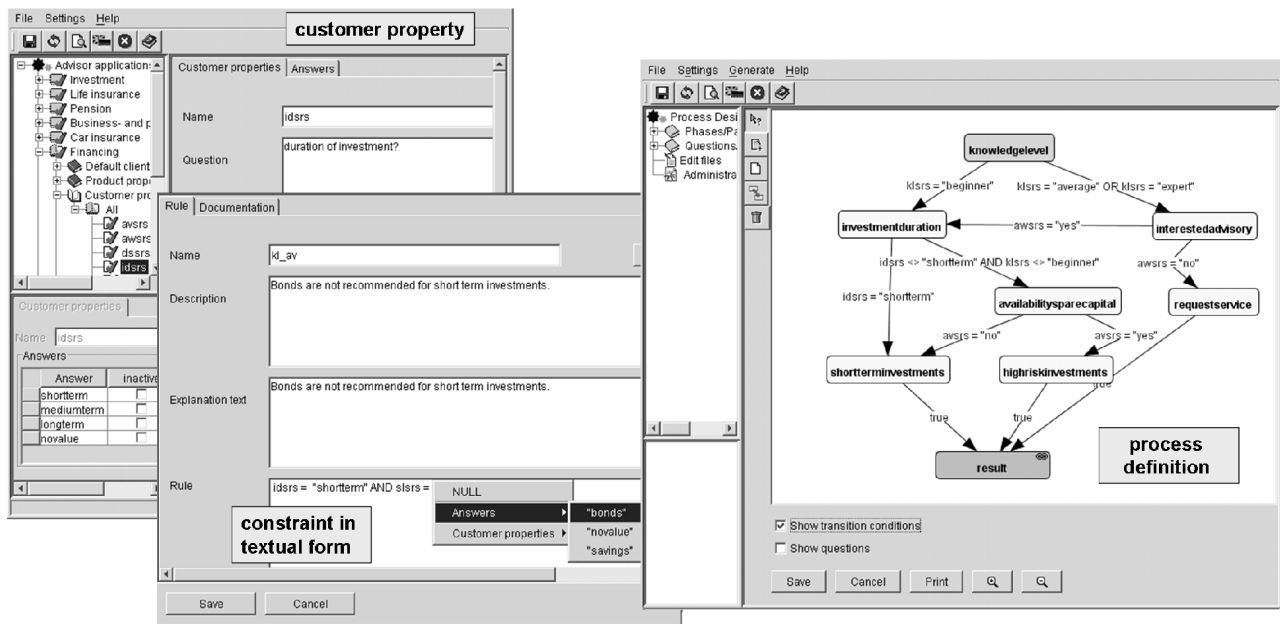 File Settings Help
customer property
Advisor application
Investment
Life insurance
Pension
Business- and p
Car insurance
Financing
Default client
Product prop
Customer pro
All
avsrs
awsrs
dssrs
idsrs
Customer properties Answers
Name idsrs
Question duration of investment?
Customer properties
Name idsrs
Answers
Answer inactive
shortterm
mediumterm
longterm
novalue
Rule Documentation
Name kl_av
Description Bonds are not recommended for short term investments.
Explanation text Bonds are not recommended for short term investments.
Rule idsrs = "shortterm" AND slsrs =
NULL
Answers
Customer properties
"bonds"
"novalue"
"savings"
constraint in
textual form
Save Cancel
File Settings Generate Help
Process Desi
Phases/Pa
Questions
Edit files
Administra
knowledgelevel
klsrs = "beginner" klsrs = "average" OR klsrs = "expert"
investmentduration awsrs = "yes" interestedadvisory
idsrs <> "shortterm" AND klsrs <> "beginner" awsrs = "no"
idsrs = "shortterm" availabilitysparecapital requestservice
avsrs = "no" avsrs = "yes"
shortterminvestments highriskinvestments
true
true true
result
process
definition
Show transition conditions
Show questions
Save Cancel Print